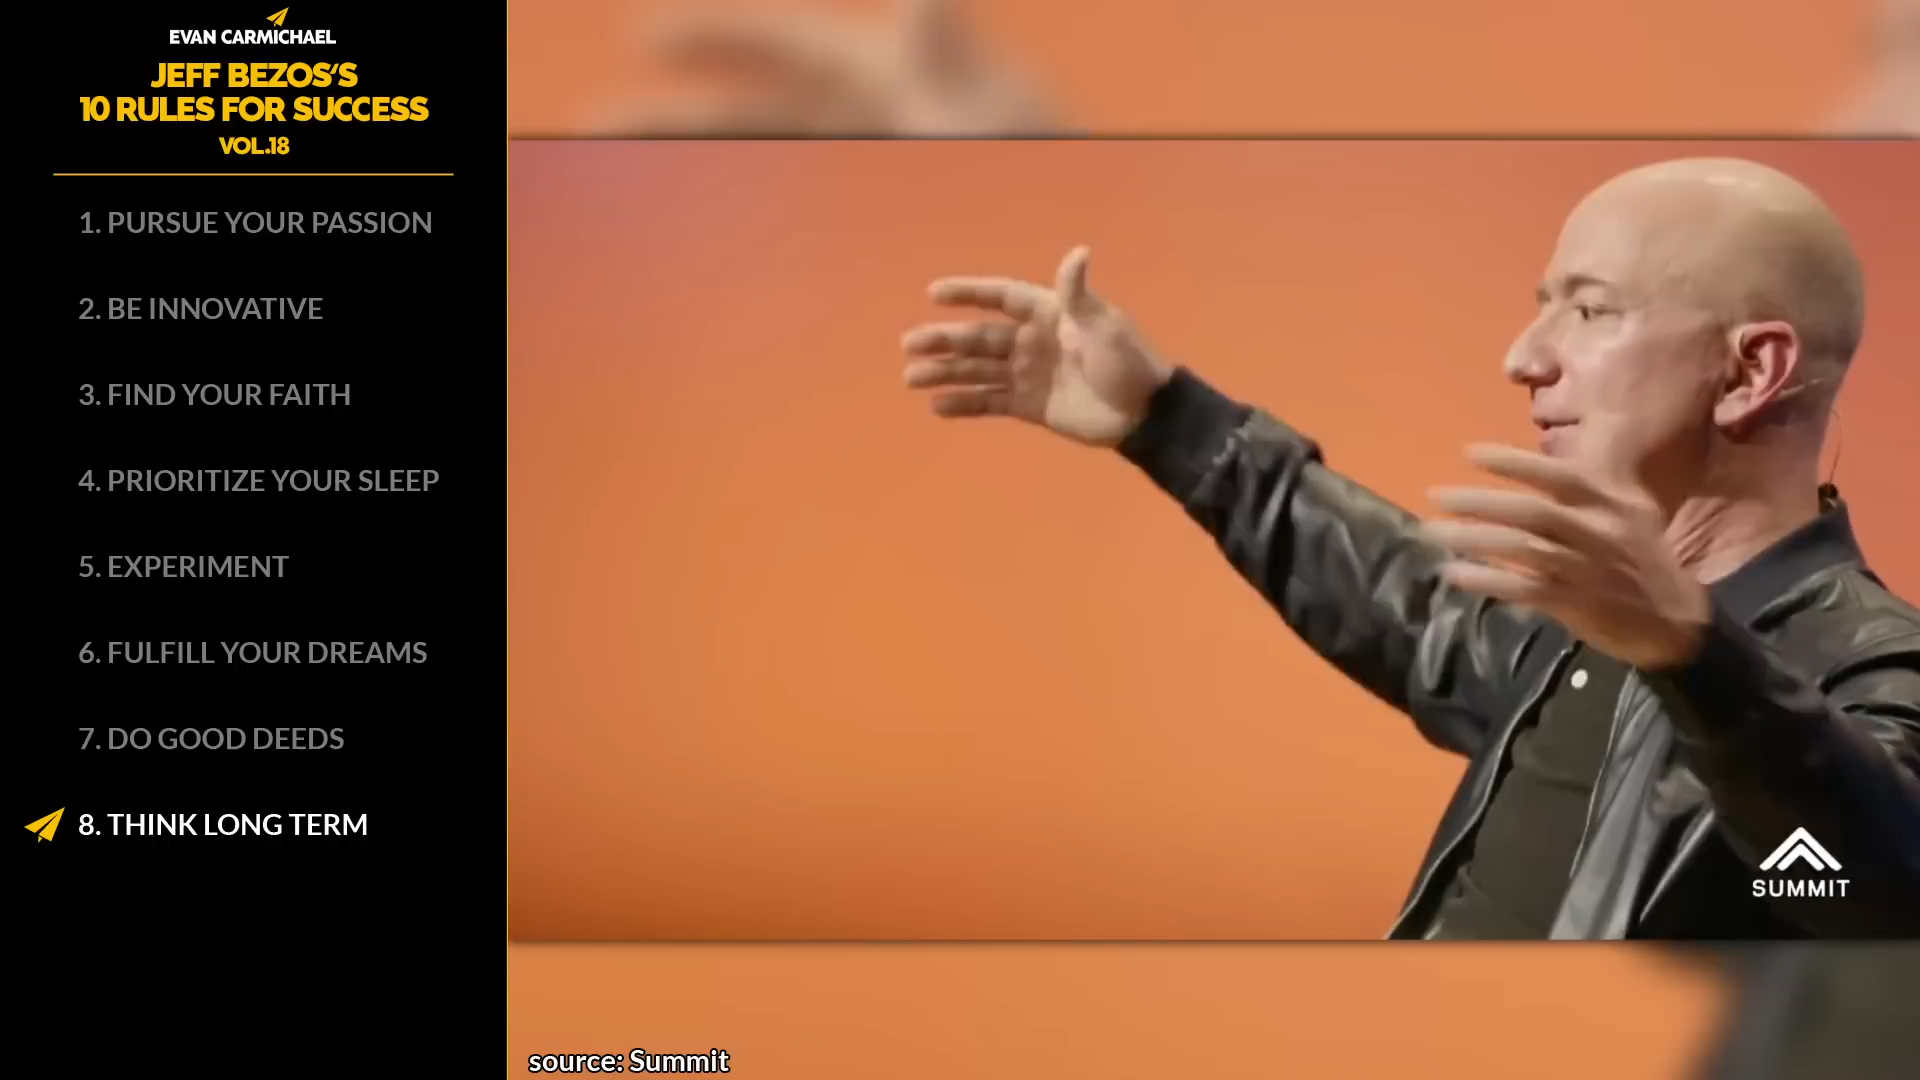 EVAN CARMICHAEL
JEFF BEZOS'S
10 RULES FOR SUCCESS
VOL.18
1. PURSUE YOUR PASSION
2. BE INNOVATIVE
3. FIND YOUR FAITH
4. PRIORITIZE YOUR SLEEP
5. EXPERIMENT
6. FULFILL YOUR DREAMS
7. DO GOOD DEEDS
8. THINK LONG TERM
SUMMIT
source: Summit